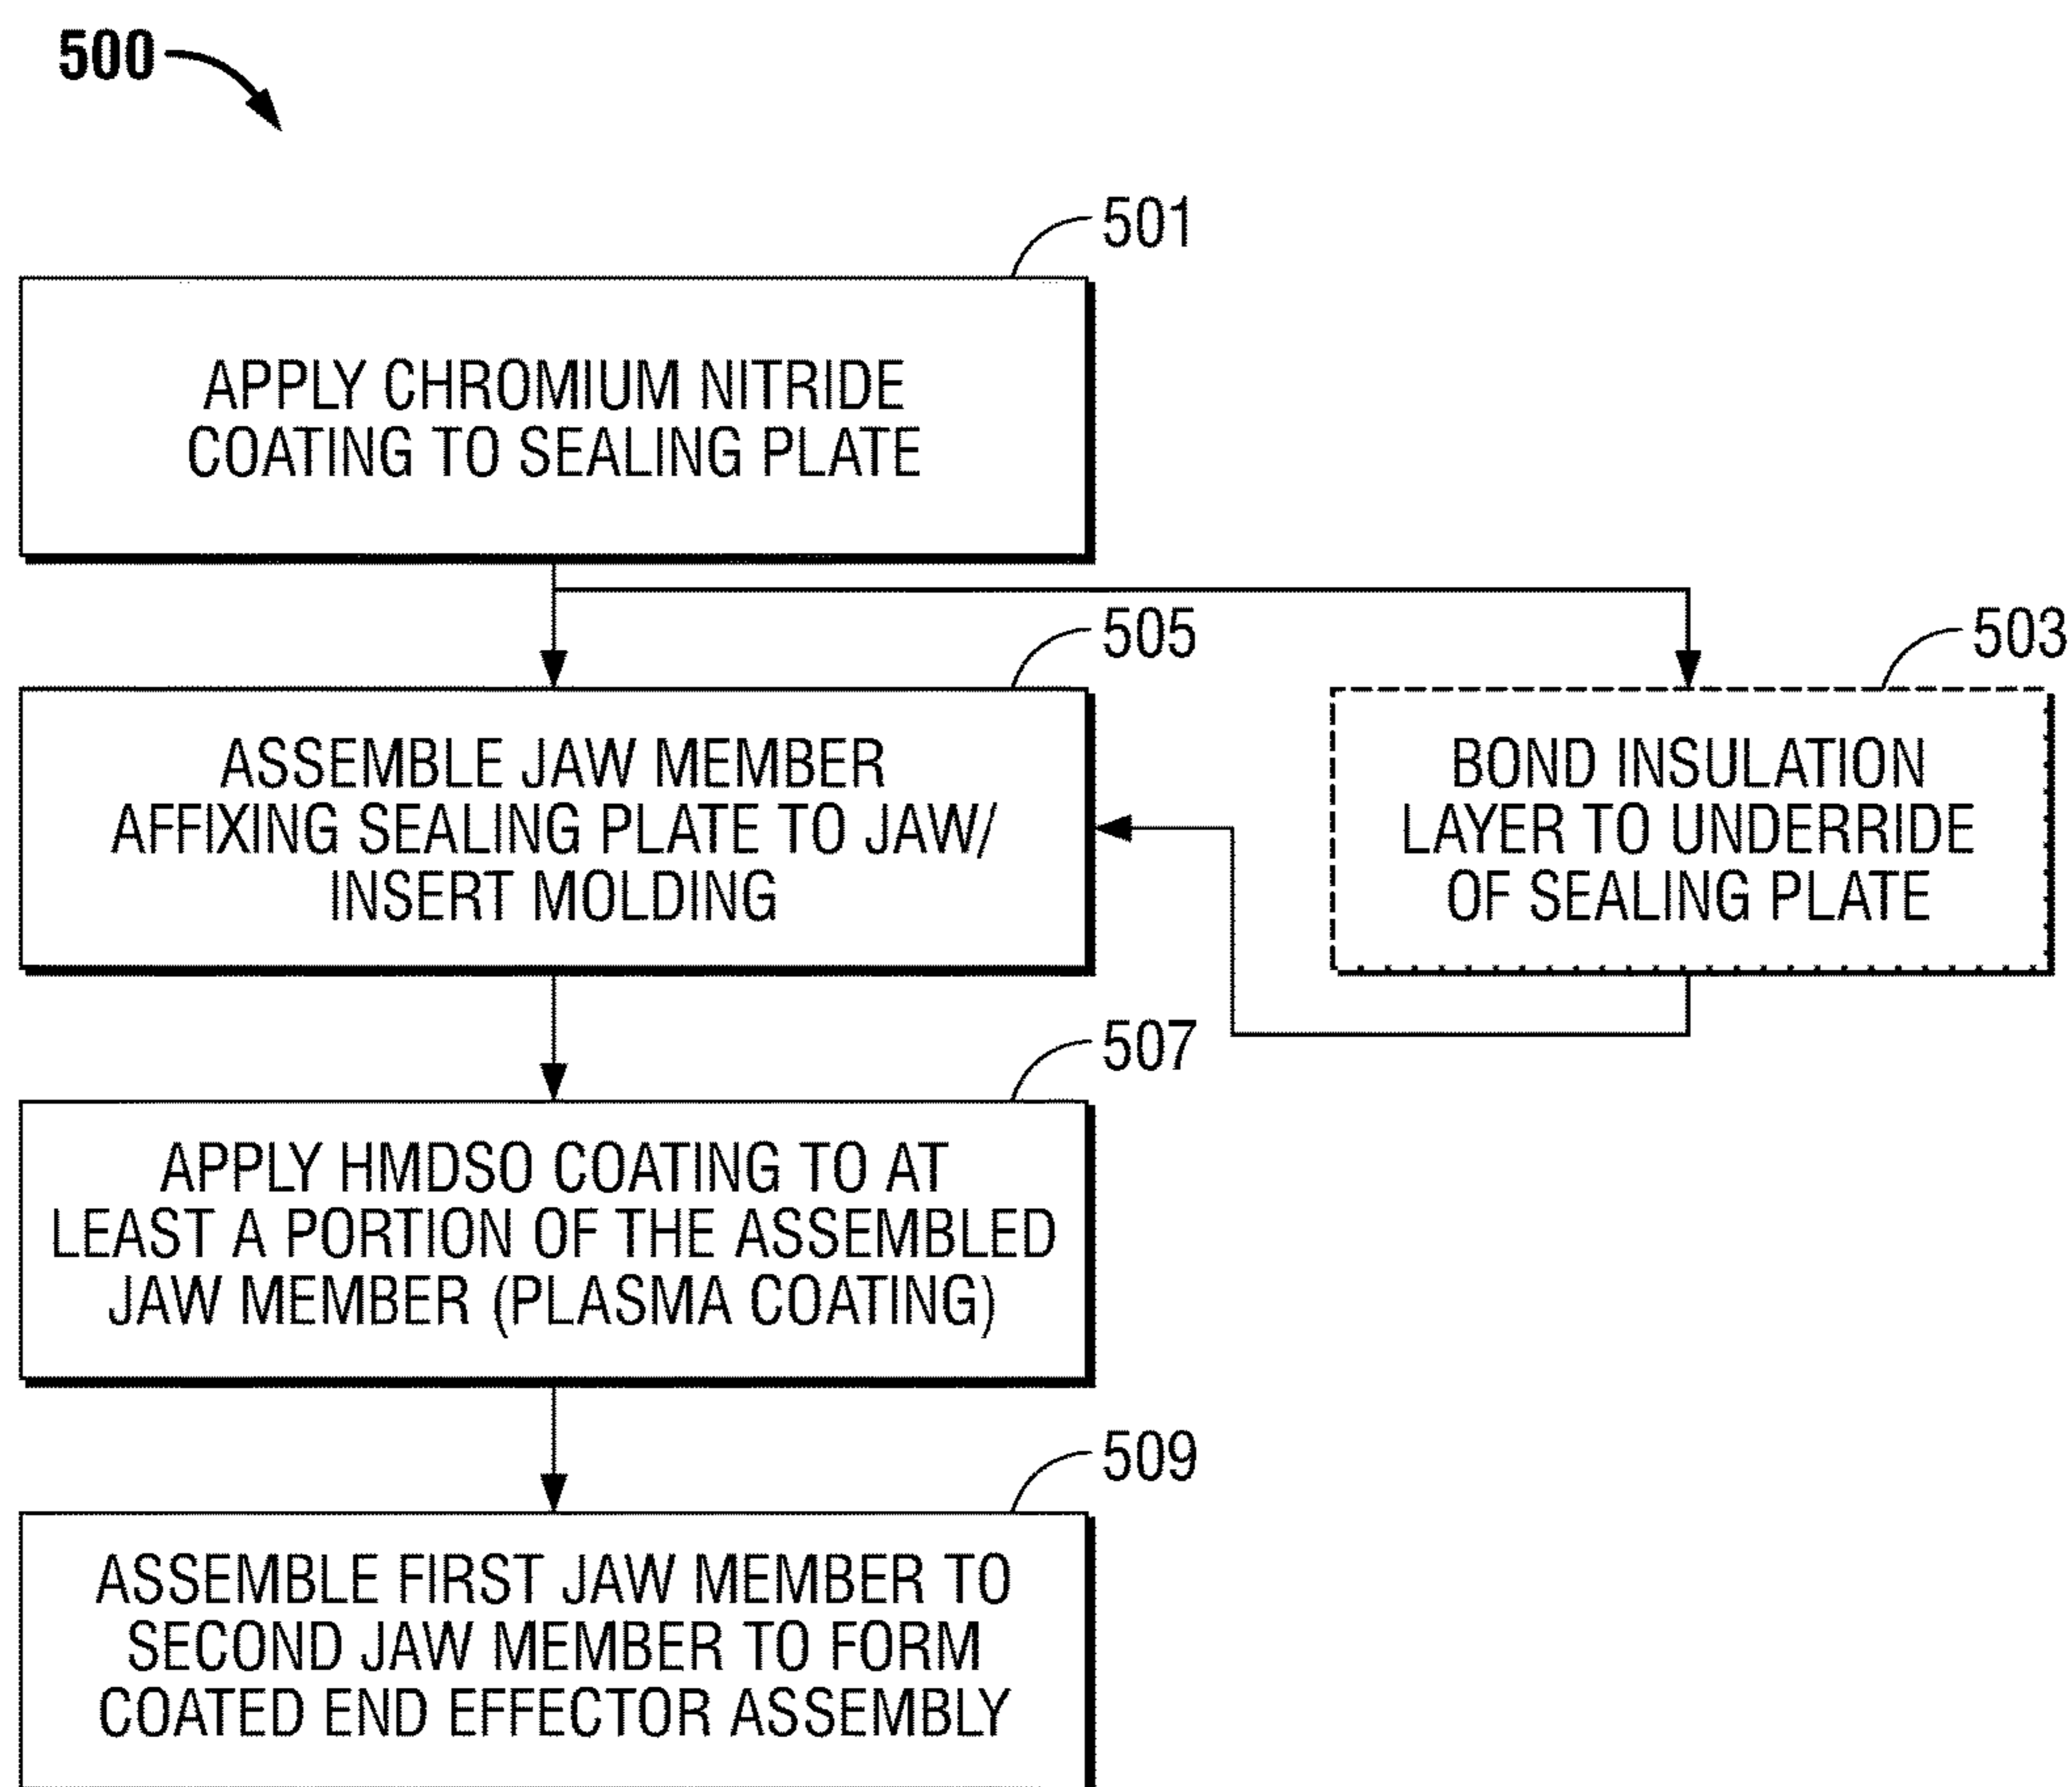 500
501
APPLY CHROMIUM NITRIDE
COATING TO SEALING PLATE
505
ASSEMBLE JAW MEMBER
AFFIXING SEALING PLATE TO JAW/
INSERT MOLDING
503
BOND INSULATION
LAYER TO UNDERRIDE
OF SEALING PLATE
507
APPLY HMDSO COATING TO AT
LEAST A PORTION OF THE ASSEMBLED
JAW MEMBER (PLASMA COATING)
509
ASSEMBLE FIRST JAW MEMBER TO
SECOND JAW MEMBER TO FORM
COATED END EFFECTOR ASSEMBLY